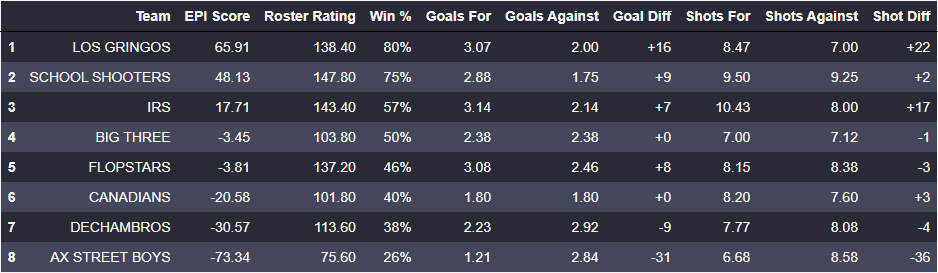 Team EPI Score Roster Rating Win % Goals For Goals Against Goal Diff Shots For Shots Against Shot Diff
1 LOS GRINGOS 65.91 138.40 80% 3.07 2.00 +16 8.47 7.00 +22
2 SCHOOL SHOOTERS 48.13 147.80 75% 2.88 1.75 +9 9.50 9.25 +2
3 IRS 17.71 143.40 57% 3.14 2.14 +7 10.43 8.00 +17
4 BIG THREE -3.45 103.80 50% 2.38 2.38 +0 7.00 7.12 -1
5 FLOPSTARS -3.81 137.20 46% 3.08 2.46 +8 8.15 8.38 -3
6 CANADIANS -20.58 101.80 40% 1.80 1.80 +0 8.20 7.60 +3
7 DECHAMBROS -30.57 113.60 38% 2.23 2.92 -9 7.77 8.08 -4
8 AX STREET BOYS -73.34 75.60 26% 1.21 2.84 -31 6.68 8.58 -36